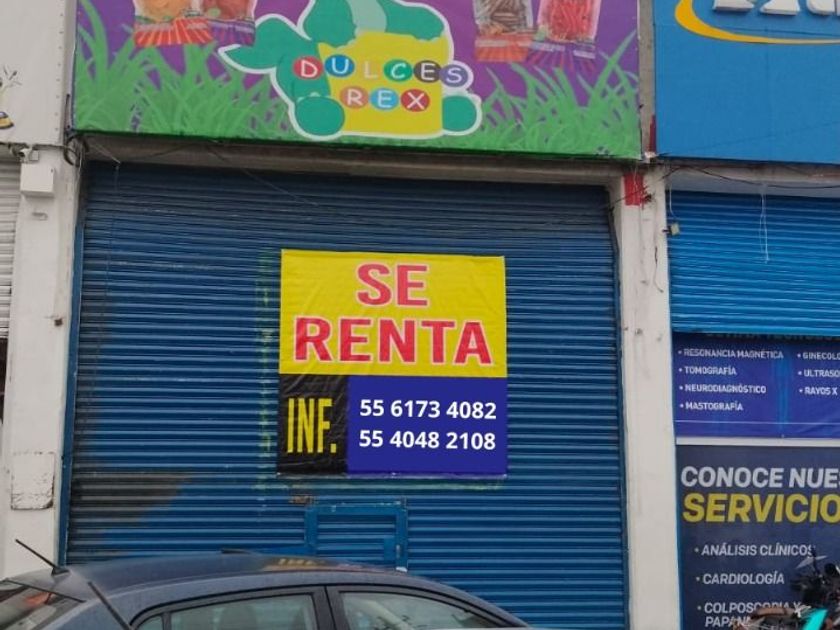 DULCES
REX
SE
RENTA
INF.
55 6173 4082
55 4048 2108
• RESONANCIA MAGNÉTICA
• TOMOGRAFÍA
• NEURODIAGNÓSTICO
• MASTOGRAFÍA
• RAYOS X
CONOCE
SERVICIO
• ANÁLISIS CLÍNICOS
• CARDIOLOGÍA
• COLPOSCOPIA Y